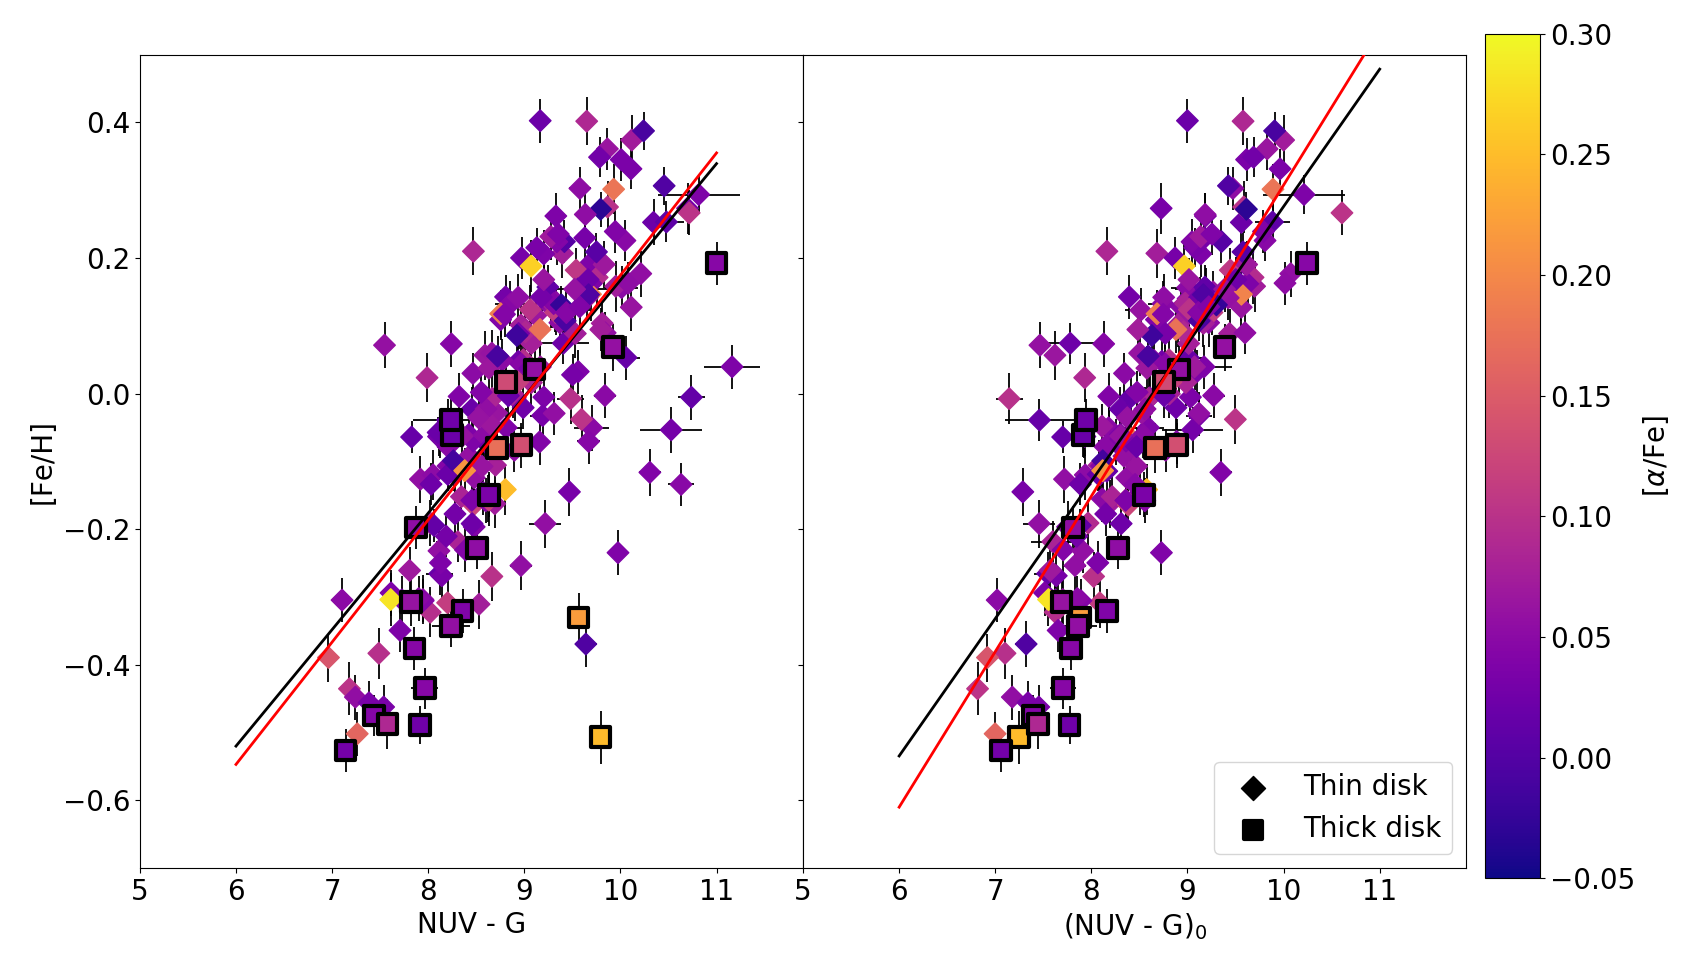 0.4
0.2
0.0
−0.2
−0.4
−0.6
[Fe/H]
5 6 7 8 9 10 11
NUV - G
5 6 7 8 9 10 11
(NUV - G)₀
Thin disk
Thick disk
0.30
0.25
0.20
0.15
0.10
0.05
0.00
−0.05
[α/Fe]